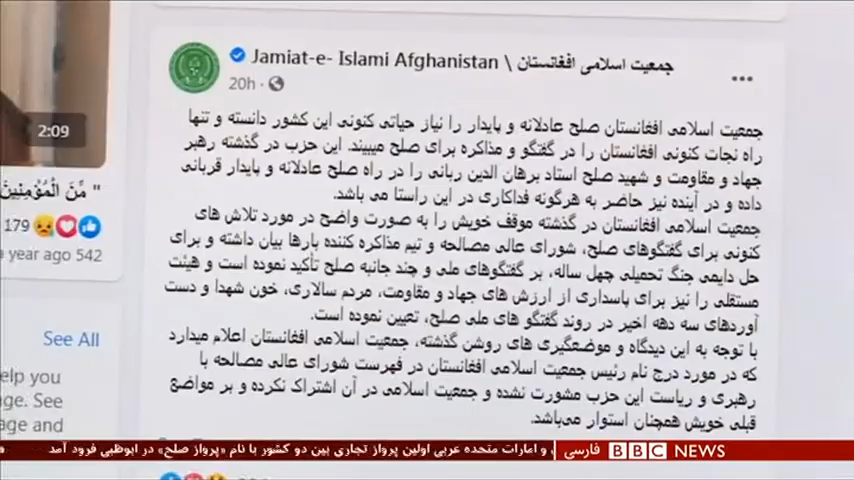 Jamiat-e- Islami Afghanistan \ جمعیت اسلامی افغانستان
20h
جمعیت اسلامی افغانستان صلح عادلانه و پایدار را نیاز حیاتی کنونی این کشور دانسته و تنها
راه نجات کنونی افغانستان را در گفتگو و مذاکره برای صلح میبیند. این حزب در گذشته رهبر
جهاد و مقاومت و شهید صلح استاد برهان الدین ربانی را در راه صلح عادلانه و پایدار قربانی
داده و در آینده نیز حاضر به هرگونه فداکاری در این راستا می باشد.
جمعیت اسلامی افغانستان در گذشته موقف خویش را به صورت واضح در مورد تلاش های
کنونی برای گفتگوهای صلح، شورای عالی مصالحه و تیم مذاکره کننده بارها بیان داشته و برای
حل دایمی جنگ تحمیلی چهل ساله، بر گفتگوهای ملی و چند جانبه صلح تأکید نموده است و هیئت
مستقلی را نیز برای پاسداری از ارزش های جهاد و مقاومت، مردم سالاری، خون شهدا و دست
آوردهای سه دهه اخیر در روند گفتگو های ملی صلح، تعیین نموده است.
با توجه به این دیدگاه و موضعگیری های روشن گذشته، جمعیت اسلامی افغانستان اعلام میدارد
که در مورد درج نام رئیس جمعیت اسلامی افغانستان در فهرست شورای عالی مصالحه با
رهبری و ریاست این حزب مشورت نشده و جمعیت اسلامی در آن اشتراک نکرده و بر مواضع
قبلی خویش همچنان استوار می‌باشد.
2:09
" مِّنَ الْمُؤْمِنِينَ
179
a year ago 542
See All
elp you
ge. See
age and
و امارات متحده عربی اولین پرواز تجاری بین دو کشور با نام «پرواز صلح» در ابوظبی فرود آمد
BBC NEWS فارسی